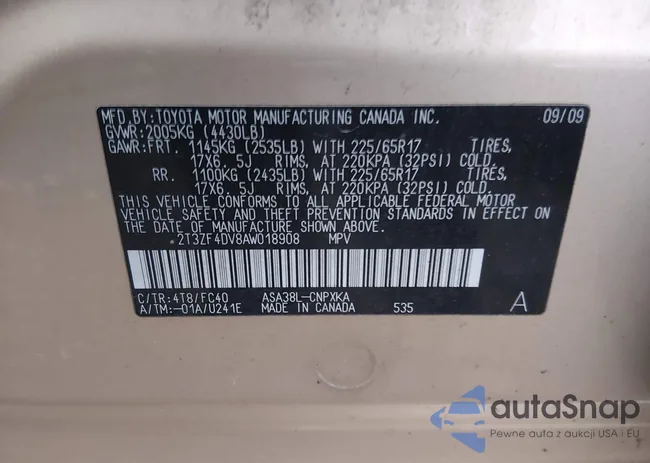 MFD.BY:TOYOTA MOTOR MANUFACTURING CANADA INC. 09/09
GVWR:2005KG (4430LB)
GAWR:FRT. 1145KG (2535LB) WITH 225/65R17 TIRES,
17X6.5J RIMS, AT 220KPA (32PSI) COLD.
RR. 1100KG (2435LB) WITH 225/65R17 TIRES,
17X6.5J RIMS, AT 220KPA (32PSI) COLD.
THIS VEHICLE CONFORMS TO ALL APPLICABLE FEDERAL MOTOR
VEHICLE SAFETY AND THEFT PREVENTION STANDARDS IN EFFECT
ON THE DATE OF MANUFACTURE SHOWN ABOVE.
2T3ZF4DV8AW018908 MPV
C/TR:4T8/FC40 ASA38L-CNPXKA
A/TM:-01A/U241E MADE IN CANADA 535 A
autoSnap
Pewne auta z aukcji USA i EU